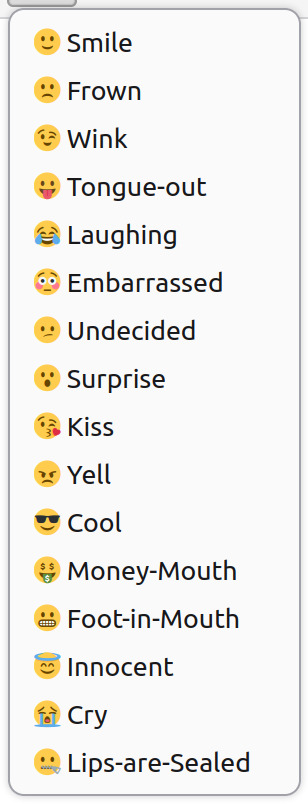 Smile
Frown
Wink
Tongue-out
Laughing
Embarrassed
Undecided
Surprise
Kiss
Yell
Cool
Money-Mouth
Foot-in-Mouth
Innocent
Cry
Lips-are-Sealed